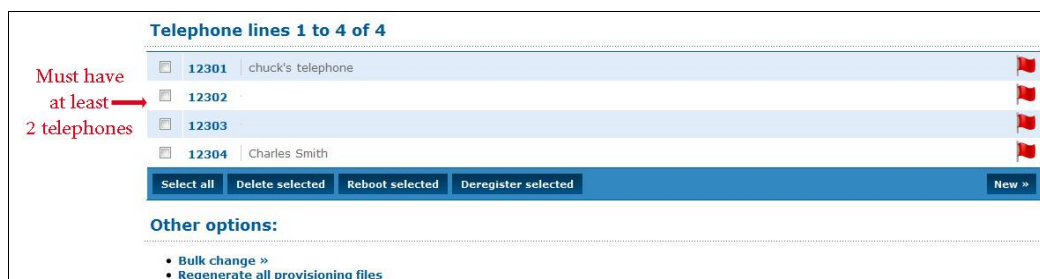 Telephone lines 1 to 4 of 4
Must have
at least
2 telephones
12301 chuck's telephone
12302
12303
12304 Charles Smith
Select all Delete selected Reboot selected Deregister selected New »
Other options:
• Bulk change »
• Regenerate all provisioning files